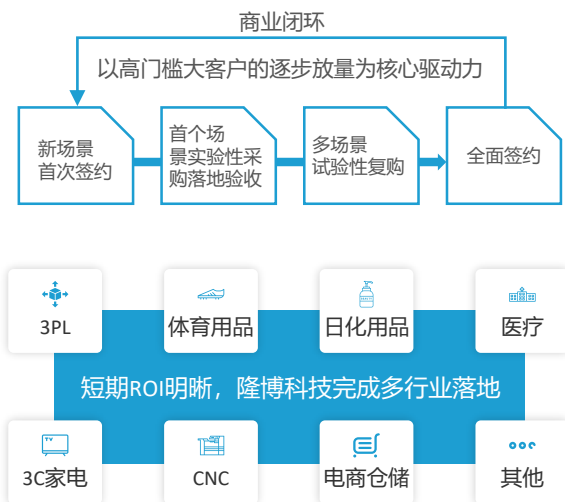 商业闭环
以高门槛大客户的逐步放量为核心驱动力
新场景
首次签约
首个场
景实验性采
购落地验收
多场景
试验性复购
全面签约
3PL
体育用品
日化用品
医疗
短期ROI明晰，隆博科技完成多行业落地
TV
3C家电
CNC
电商仓储
其他